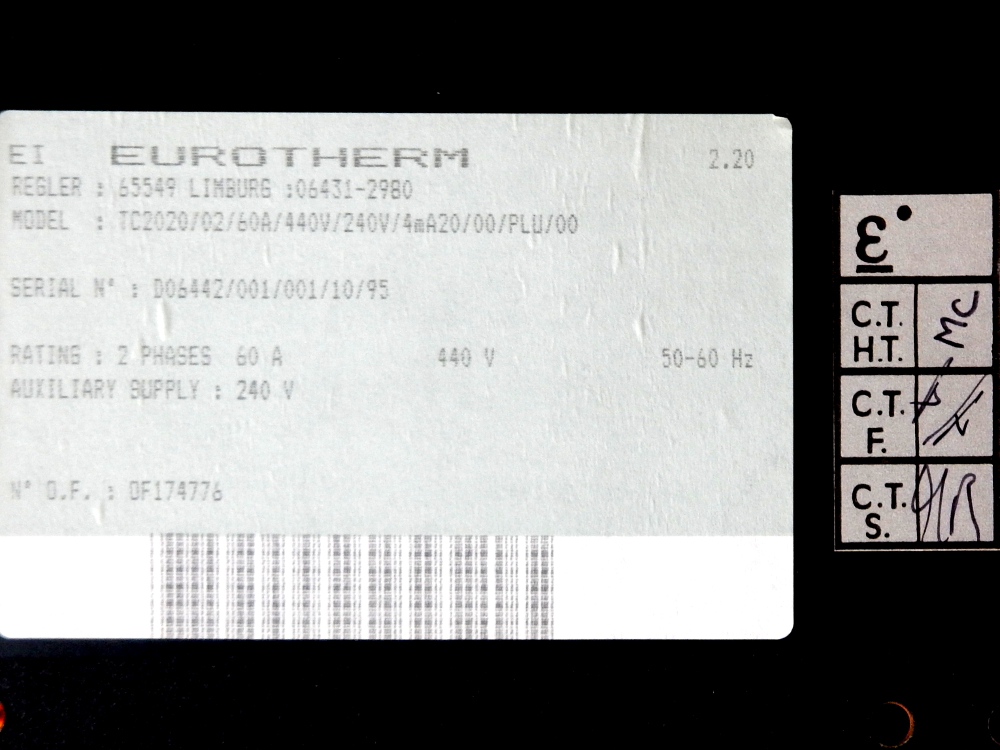 EI EUROTHERM 2.20
REGLER : 65549 LIMBURG :06431-2980
MODEL : TC2020/02/60A/440V/240V/4mA20/00/PLU/00
SERIAL N° : D06442/001/001/10/95
RATING : 2 PHASES 60 A 440 V 50-60 Hz
AUXILIARY SUPPLY : 240 V
N° O.F. : OF174776
C.T. H.T. MC
C.T. F.
C.T. S.